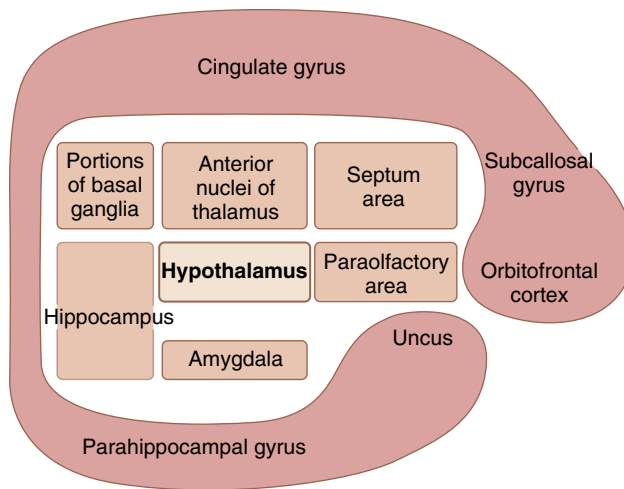 Cingulate gyrus
Portions
of basal
ganglia
Anterior
nuclei of
thalamus
Septum
area
Subcallosal
gyrus
Hypothalamus
Paraolfactory
area
Orbitofrontal
cortex
Hippocampus
Amygdala
Uncus
Parahippocampal gyrus